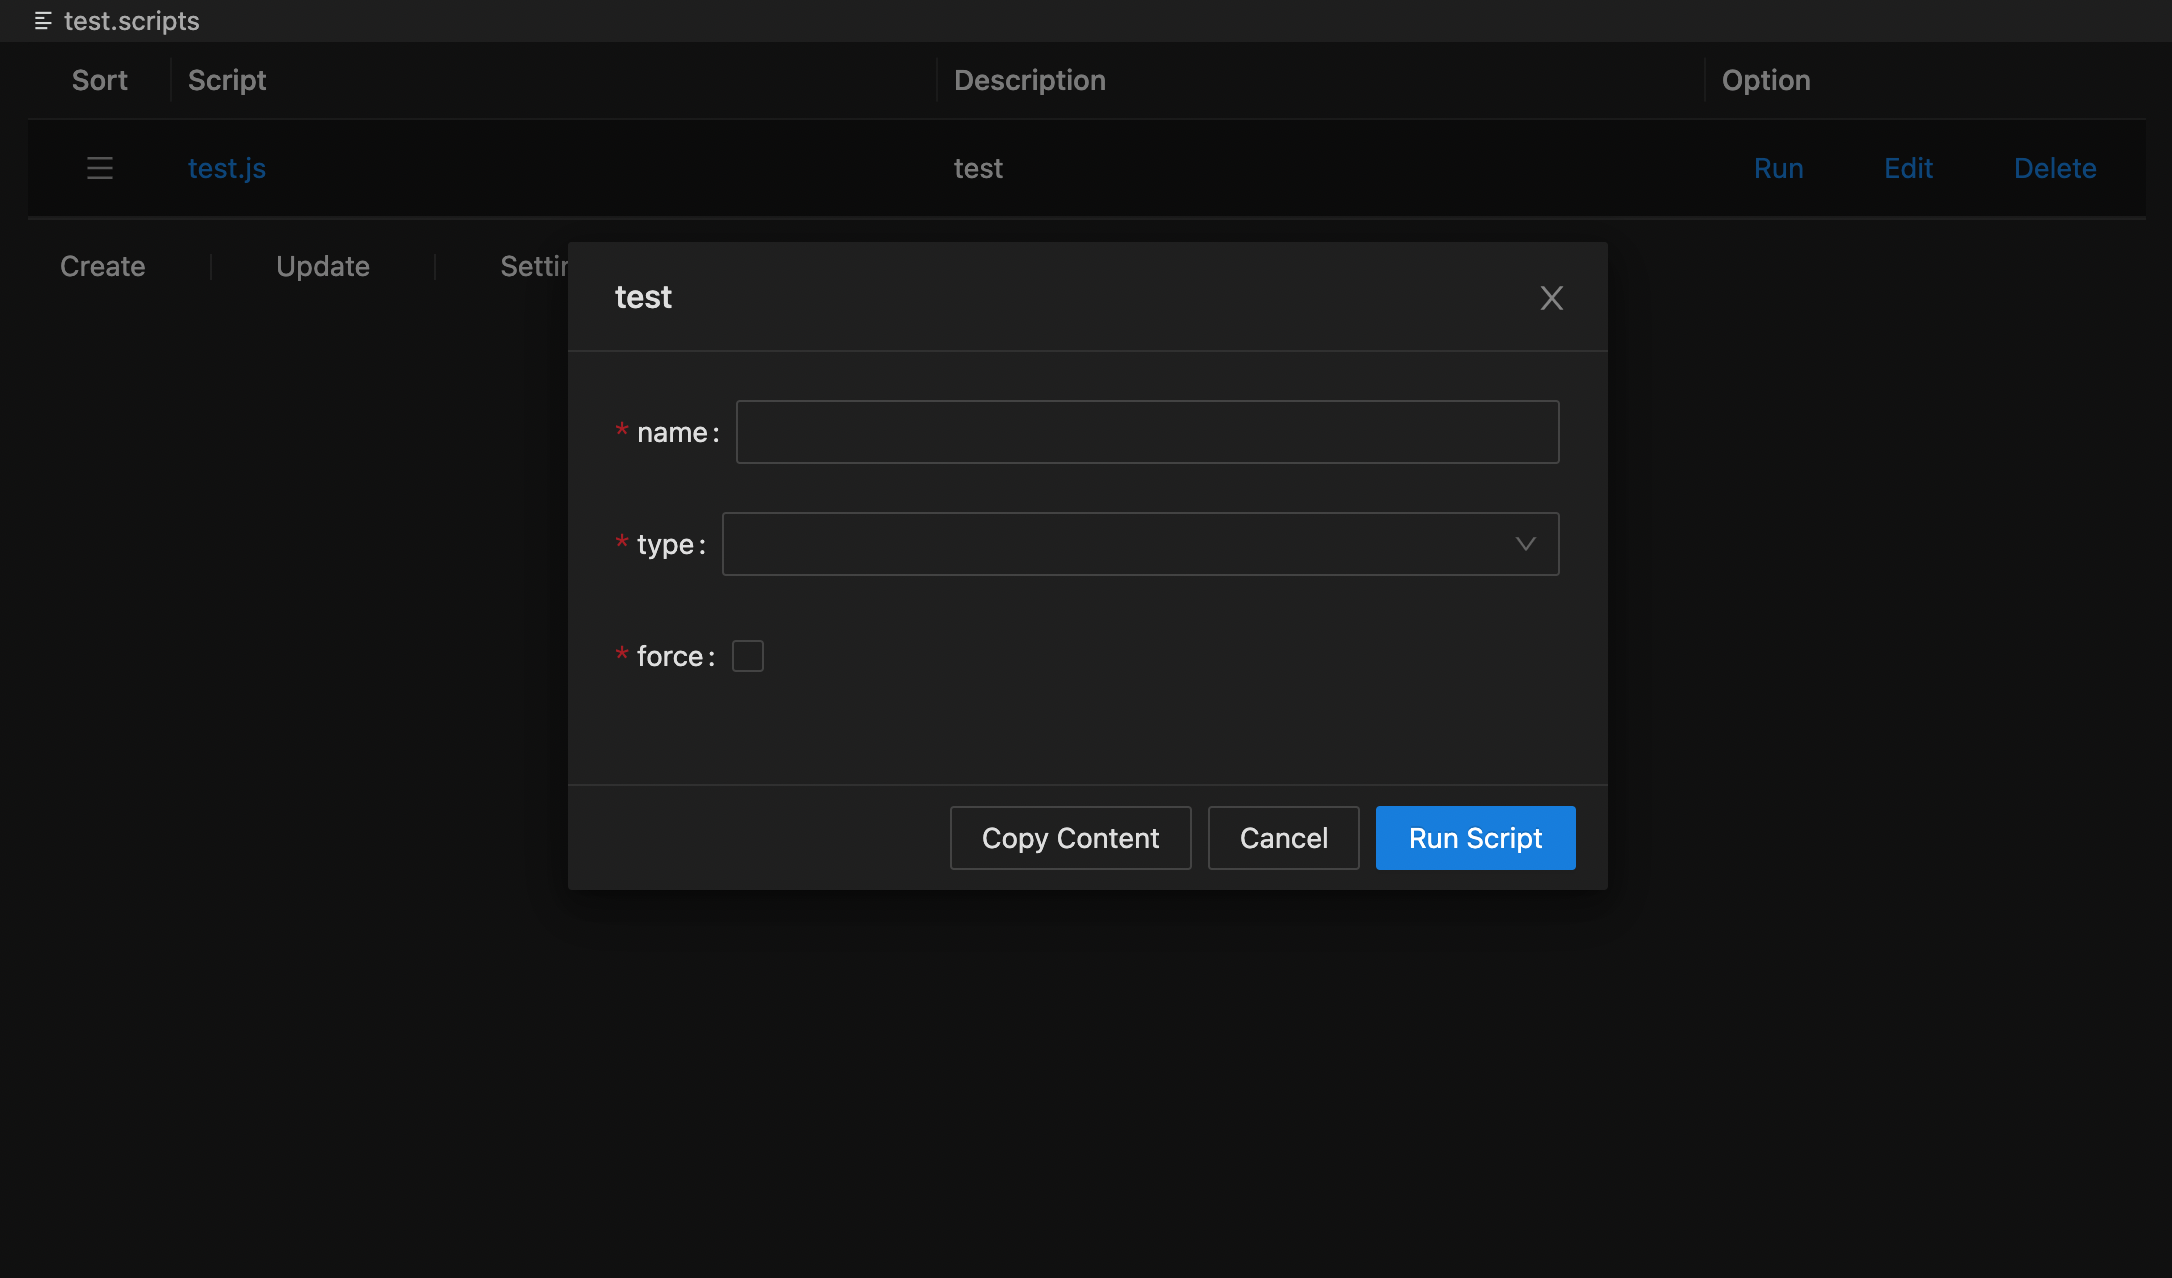 test.scripts
Sort Script Description Option
test.js test Run Edit Delete
Create Update Settin
test
* name:
* type:
* force:
Copy Content Cancel Run Script